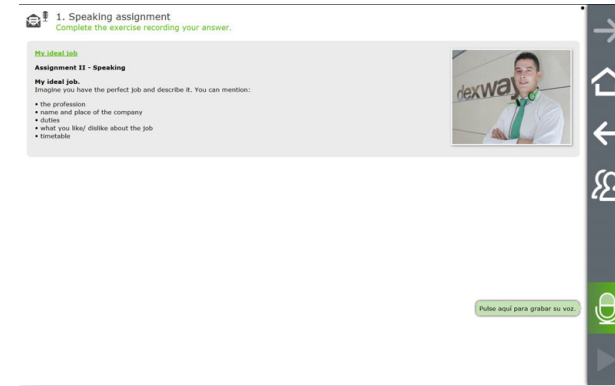 1. Speaking assignment
Complete the exercise recording your answer.
My ideal job
Assignment II - Speaking
My ideal job.
Imagine you have the perfect job and describe it. You can mention:
• the profession
• name and place of the company
• duties
• what you like/ dislike about the job
• timetable
dexway
Pulse aquí para grabar su voz.